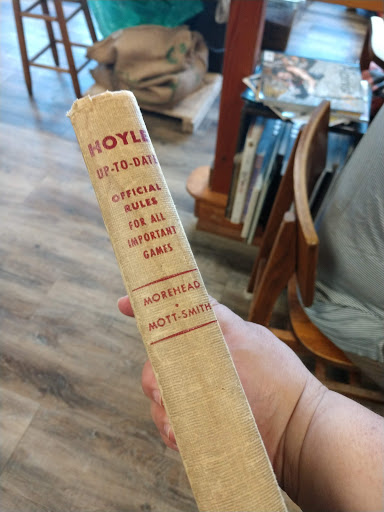 HOYLE
UP-TO-DATE
OFFICIAL
RULES
FOR ALL
IMPORTANT
GAMES
MOREHEAD
•
MOTT-SMITH